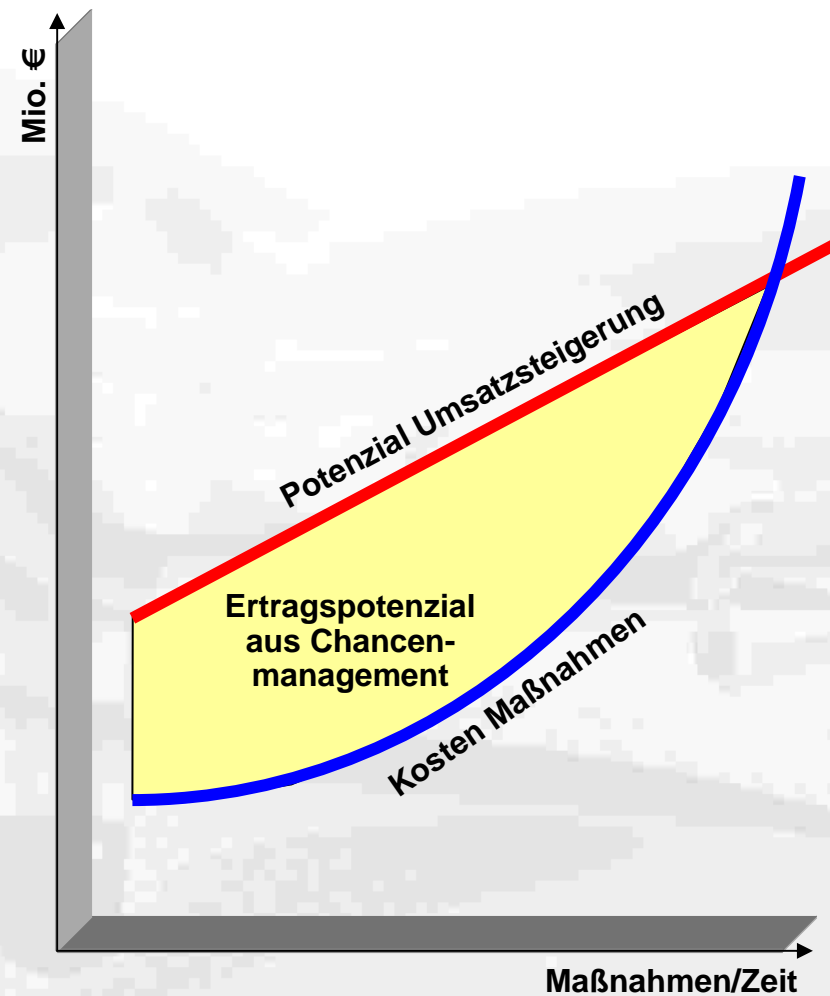 Mio. €
Potenzial Umsatzsteigerung
Ertragspotenzial
aus Chancen-
management
Kosten Maßnahmen
Maßnahmen/Zeit